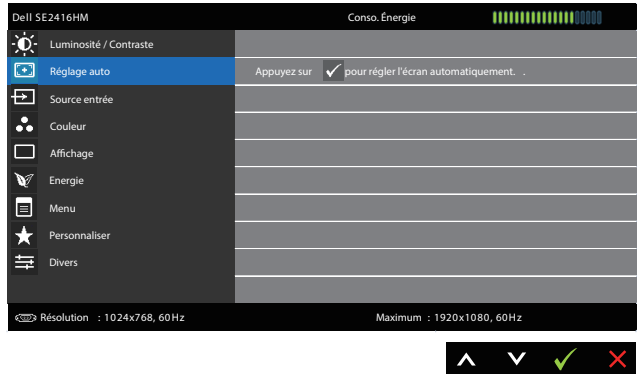 Dell SE2416HM Conso. Énergie
Luminosité / Contraste
Réglage auto
Appuyez sur pour régler l'écran automatiquement. .
Source entrée
Couleur
Affichage
Energie
Menu
Personnaliser
Divers
Résolution : 1024x768, 60Hz Maximum : 1920x1080, 60Hz